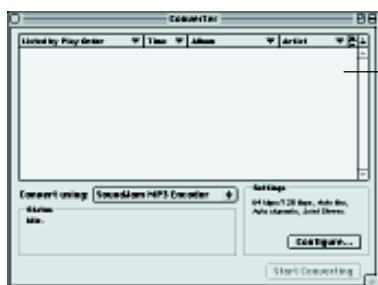 Converter
Listed by Play Order Time Album Artist
Convert using: SoundJam MP3 Encoder
Status
Idle.
Settings
64 kbps/128 kbps, Auto
Auto channels, Joint Stereo.
Configure...
Start Converting